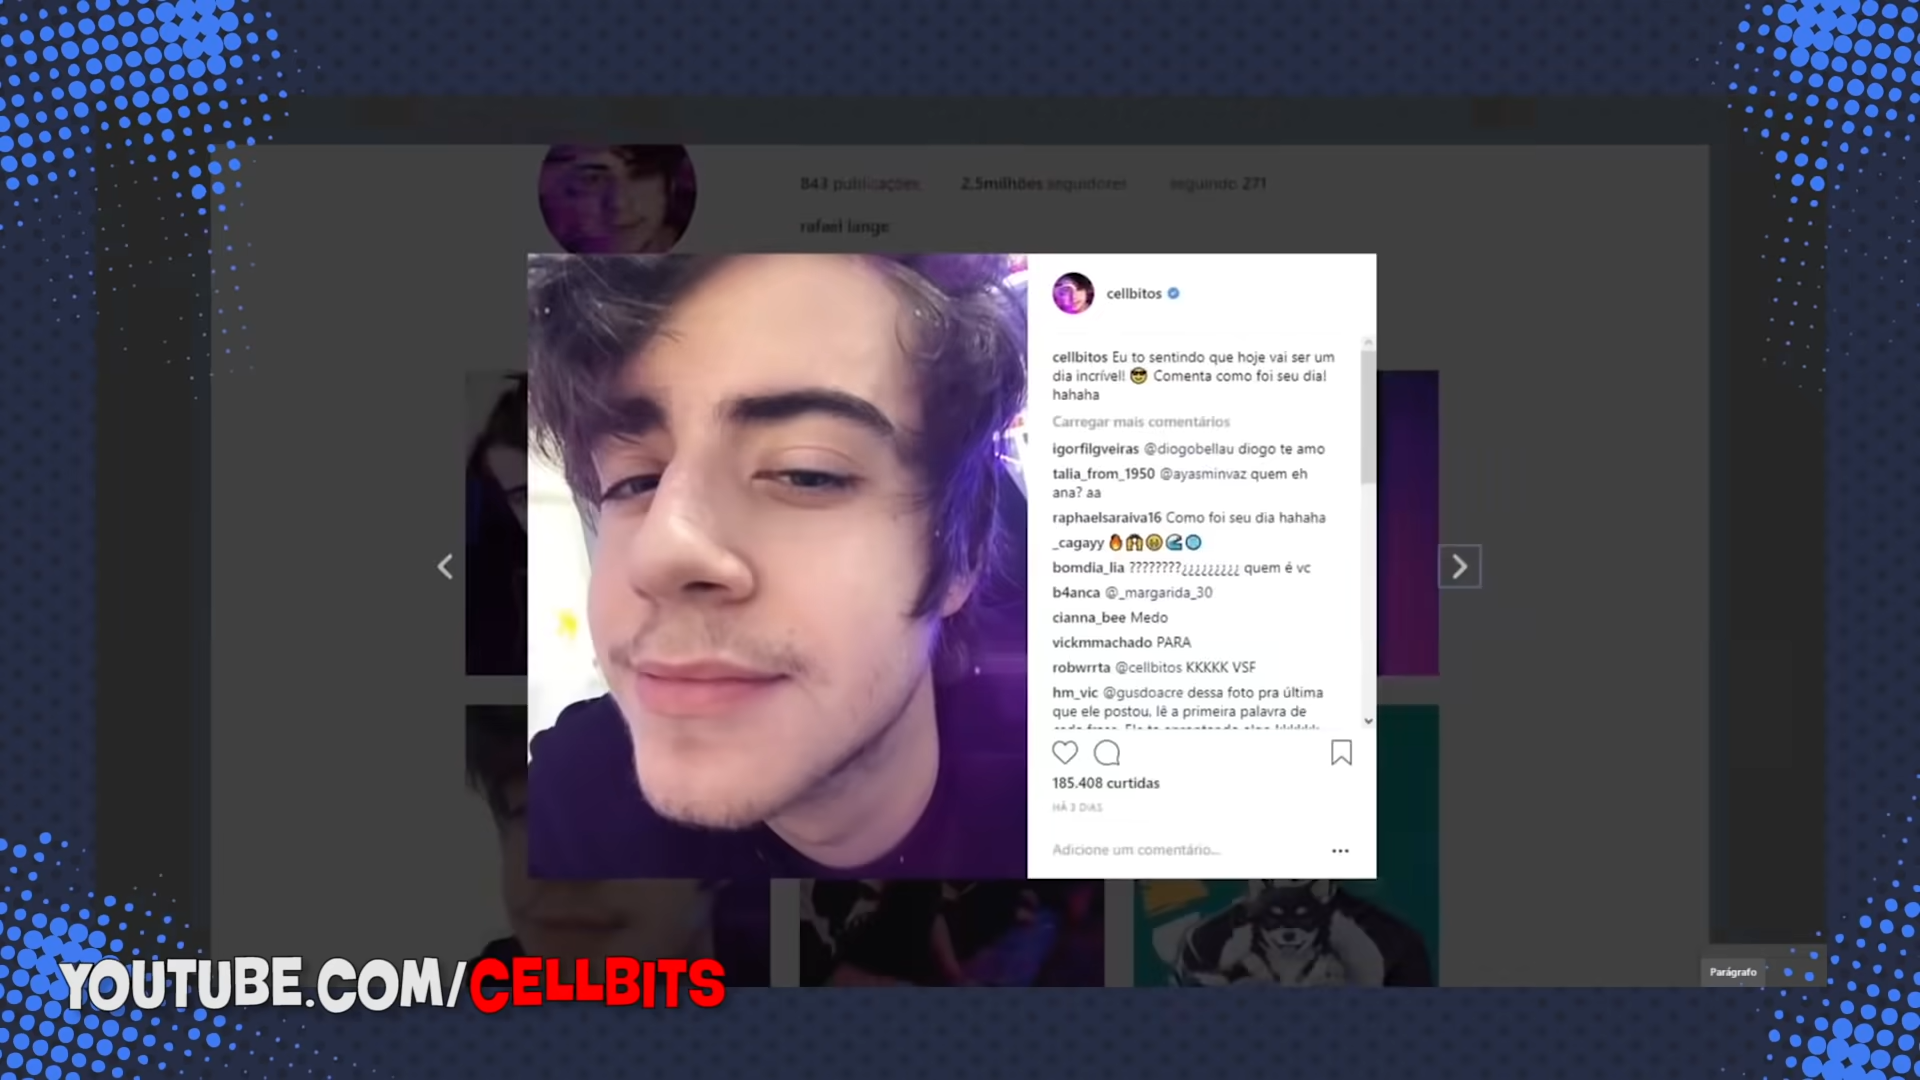 843 publicações
2.5milhões seguidores
seguindo 271
rafael lange
cellbitos
cellbitos Eu to sentindo que hoje vai ser um
dia incrível! 😎 Comenta como foi seu dia!
hahaha
Carregar mais comentários
igorfilgveiras @diogobellau diogo te amo
talia_from_1950 @ayasminvaz quem eh
ana? aa
raphaelsaraiva16 Como foi seu dia hahaha
_cagayy
bomdia_lia ????????¿¿¿¿¿¿¿¿¿ quem é vc
b4anca @_margarida_30
cianna_bee Medo
vickmmachado PARA
robwrrta @cellbitos KKKKK VSF
hm_vic @gusdoacre dessa foto pra última
que ele postou, lê a primeira palavra de
185.408 curtidas
HÁ 3 DIAS
Adicione um comentário...
Parágrafo
YOUTUBE.COM/CELLBITS